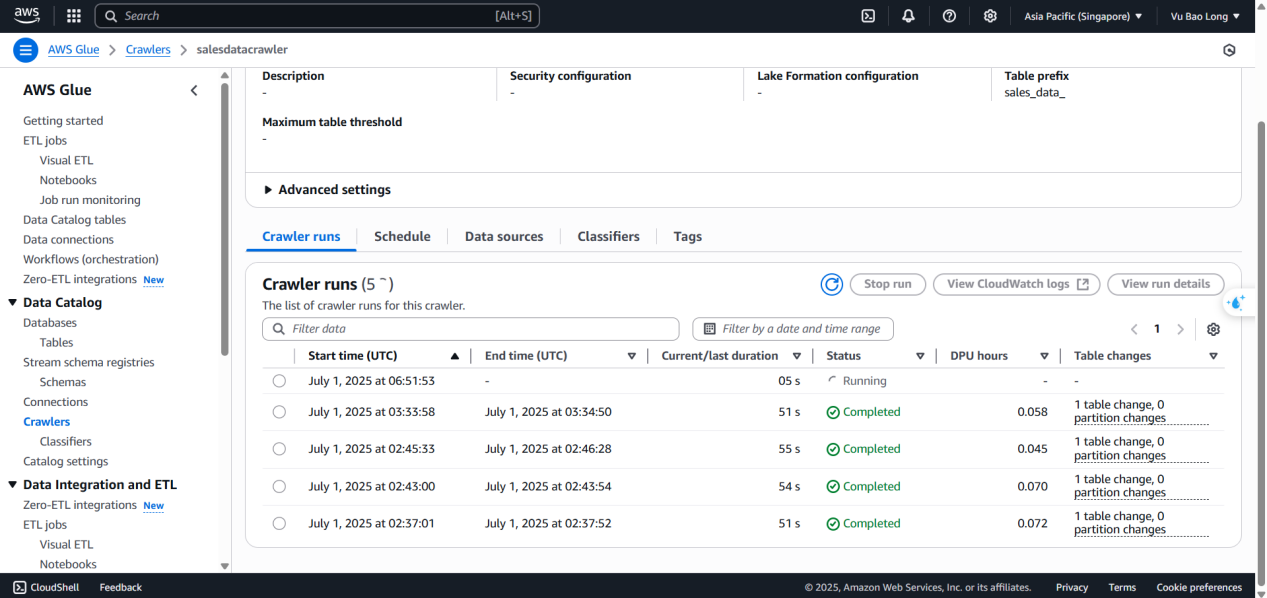 aws
Search [Alt+S]
Asia Pacific (Singapore) Vu Bao Long
AWS Glue Crawlers salesdatacrawler
AWS Glue
Getting started
ETL jobs
Visual ETL
Notebooks
Job run monitoring
Data Catalog tables
Data connections
Workflows (orchestration)
Zero-ETL integrations New
Data Catalog
Databases
Tables
Stream schema registries
Schemas
Connections
Crawlers
Classifiers
Catalog settings
Data Integration and ETL
Zero-ETL integrations New
ETL jobs
Visual ETL
Notebooks
Description Security configuration Lake Formation configuration Table prefix
- - - sales_data_
Maximum table threshold
-
Advanced settings
Crawler runs Schedule Data sources Classifiers Tags
Crawler runs (5)
Stop run View CloudWatch logs View run details
The list of crawler runs for this crawler.
Filter data Filter by a date and time range 1
Start time (UTC) End time (UTC) Current/last duration Status DPU hours Table changes
July 1, 2025 at 06:51:53 - 05 s Running - -
July 1, 2025 at 03:33:58 July 1, 2025 at 03:34:50 51 s Completed 0.058 1 table change, 0
partition changes
July 1, 2025 at 02:45:33 July 1, 2025 at 02:46:28 55 s Completed 0.045 1 table change, 0
partition changes
July 1, 2025 at 02:43:00 July 1, 2025 at 02:43:54 54 s Completed 0.070 1 table change, 0
partition changes
July 1, 2025 at 02:37:01 July 1, 2025 at 02:37:52 51 s Completed 0.072 1 table change, 0
partition changes
CloudShell Feedback © 2025, Amazon Web Services, Inc. or its affiliates. Privacy Terms Cookie preferences